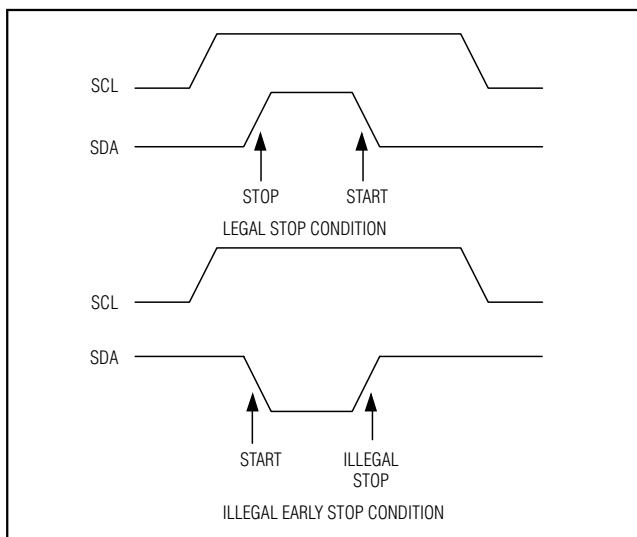 SCL
SDA
STOP START
LEGAL STOP CONDITION
SCL
SDA
START ILLEGAL
STOP
ILLEGAL EARLY STOP CONDITION